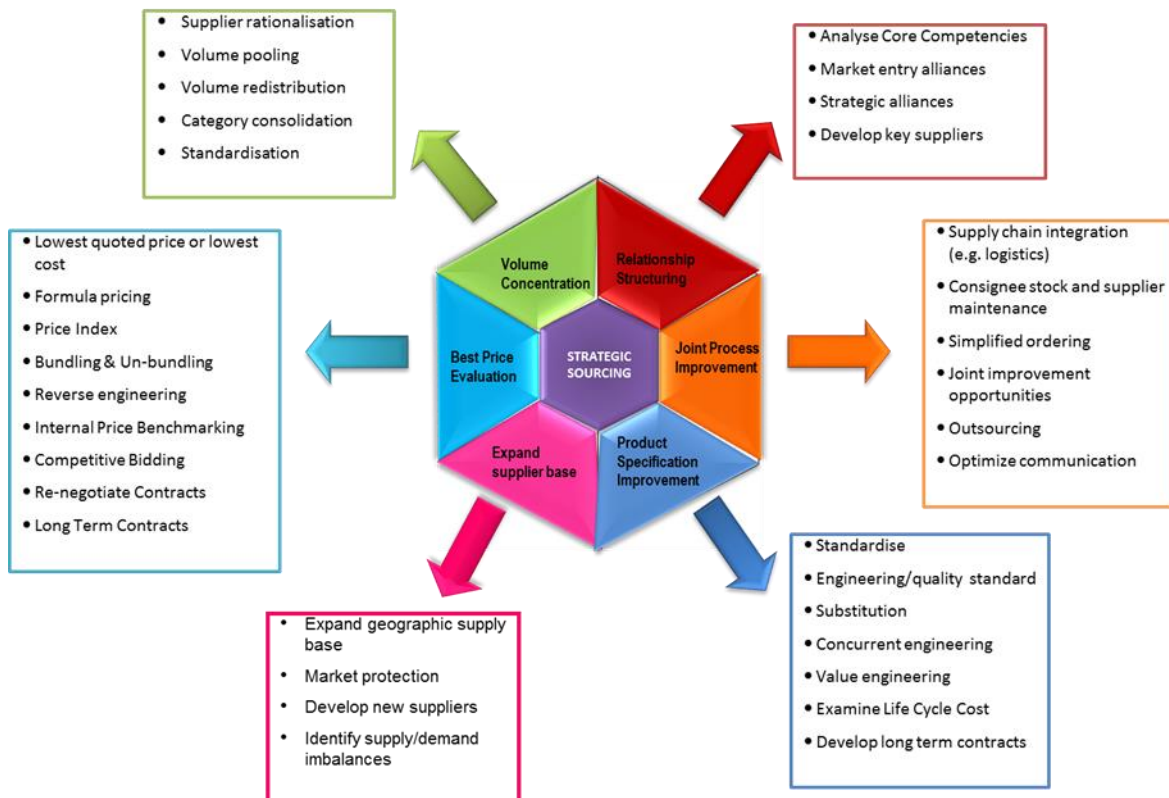 • Supplier rationalisation
• Volume pooling
• Volume redistribution
• Category consolidation
• Standardisation
• Analyse Core Competencies
• Market entry alliances
• Strategic alliances
• Develop key suppliers
• Lowest quoted price or lowest
cost
• Formula pricing
• Price Index
• Bundling & Un-bundling
• Reverse engineering
• Internal Price Benchmarking
• Competitive Bidding
• Re-negotiate Contracts
• Long Term Contracts
Volume
Concentration
Relationship
Structuring
Best Price
Evaluation
STRATEGIC
SOURCING
Joint Process
Improvement
Expand
supplier base
Product
Specification
Improvement
• Supply chain integration
(e.g. logistics)
• Consignee stock and supplier
maintenance
• Simplified ordering
• Joint improvement
opportunities
• Outsourcing
• Optimize communication
• Expand geographic supply
base
• Market protection
• Develop new suppliers
• Identify supply/demand
imbalances
• Standardise
• Engineering/quality standard
• Substitution
• Concurrent engineering
• Value engineering
• Examine Life Cycle Cost
• Develop long term contracts